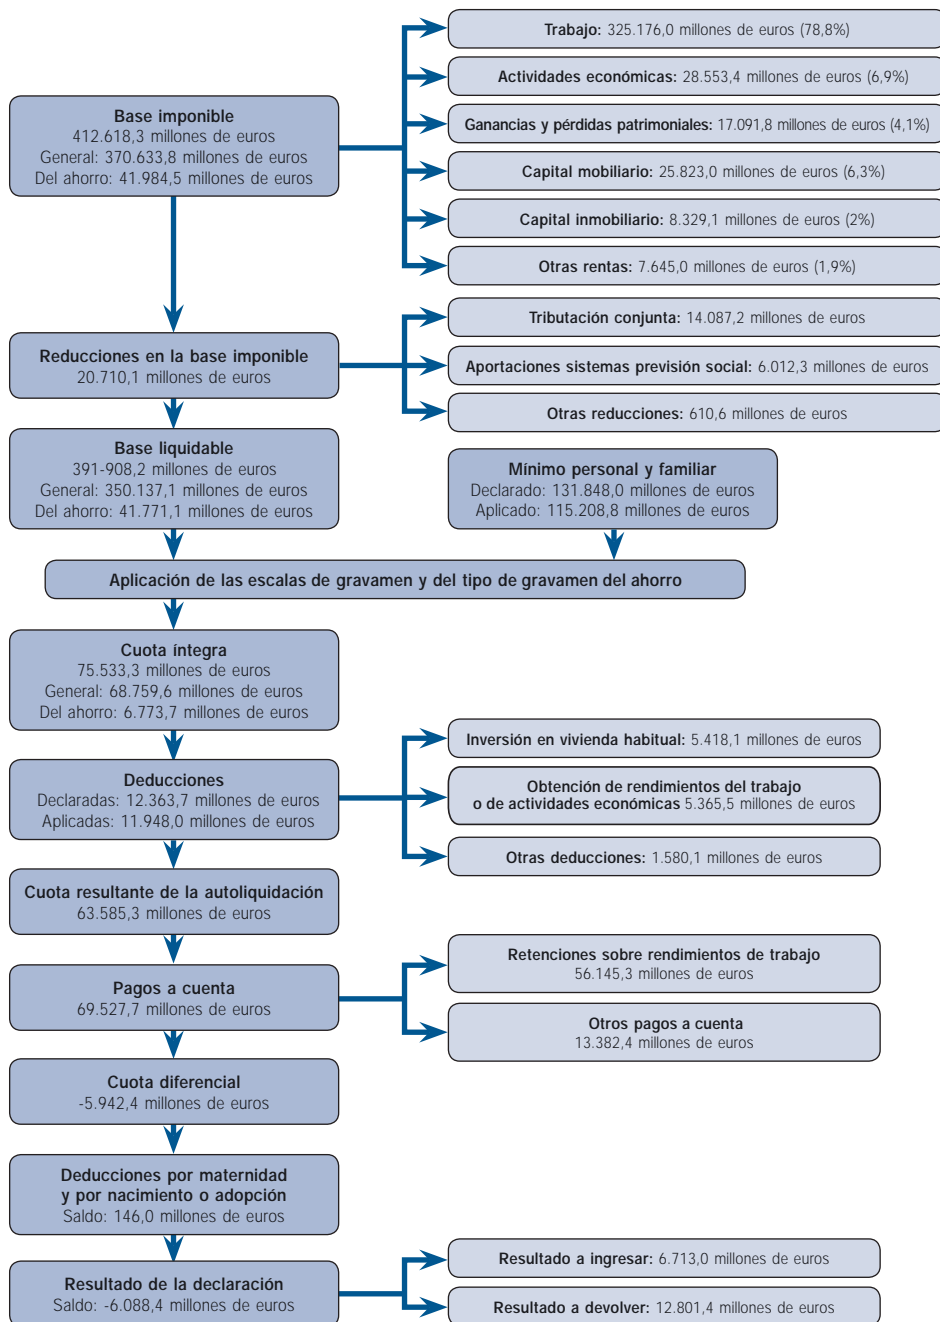 Trabajo: 325.176,0 millones de euros (78,8%)
Actividades económicas: 28.553,4 millones de euros (6,9%)
Base imponible
412.618,3 millones de euros
General: 370.633,8 millones de euros
Del ahorro: 41.984,5 millones de euros
Ganancias y pérdidas patrimoniales: 17.091,8 millones de euros (4,1%)
Capital mobiliario: 25.823,0 millones de euros (6,3%)
Capital inmobiliario: 8.329,1 millones de euros (2%)
Otras rentas: 7.645,0 millones de euros (1,9%)
Reducciones en la base imponible
20.710,1 millones de euros
Tributación conjunta: 14.087,2 millones de euros
Aportaciones sistemas previsión social: 6.012,3 millones de euros
Otras reducciones: 610,6 millones de euros
Base liquidable
391-908,2 millones de euros
General: 350.137,1 millones de euros
Del ahorro: 41.771,1 millones de euros
Mínimo personal y familiar
Declarado: 131.848,0 millones de euros
Aplicado: 115.208,8 millones de euros
Aplicación de las escalas de gravamen y del tipo de gravamen del ahorro
Cuota íntegra
75.533,3 millones de euros
General: 68.759,6 millones de euros
Del ahorro: 6.773,7 millones de euros
Deducciones
Declaradas: 12.363,7 millones de euros
Aplicadas: 11.948,0 millones de euros
Inversión en vivienda habitual: 5.418,1 millones de euros
Obtención de rendimientos del trabajo
o de actividades económicas 5.365,5 millones de euros
Otras deducciones: 1.580,1 millones de euros
Cuota resultante de la autoliquidación
63.585,3 millones de euros
Pagos a cuenta
69.527,7 millones de euros
Retenciones sobre rendimientos de trabajo
56.145,3 millones de euros
Otros pagos a cuenta
13.382,4 millones de euros
Cuota diferencial
-5.942,4 millones de euros
Deducciones por maternidad
y por nacimiento o adopción
Saldo: 146,0 millones de euros
Resultado de la declaración
Saldo: -6.088,4 millones de euros
Resultado a ingresar: 6.713,0 millones de euros
Resultado a devolver: 12.801,4 millones de euros